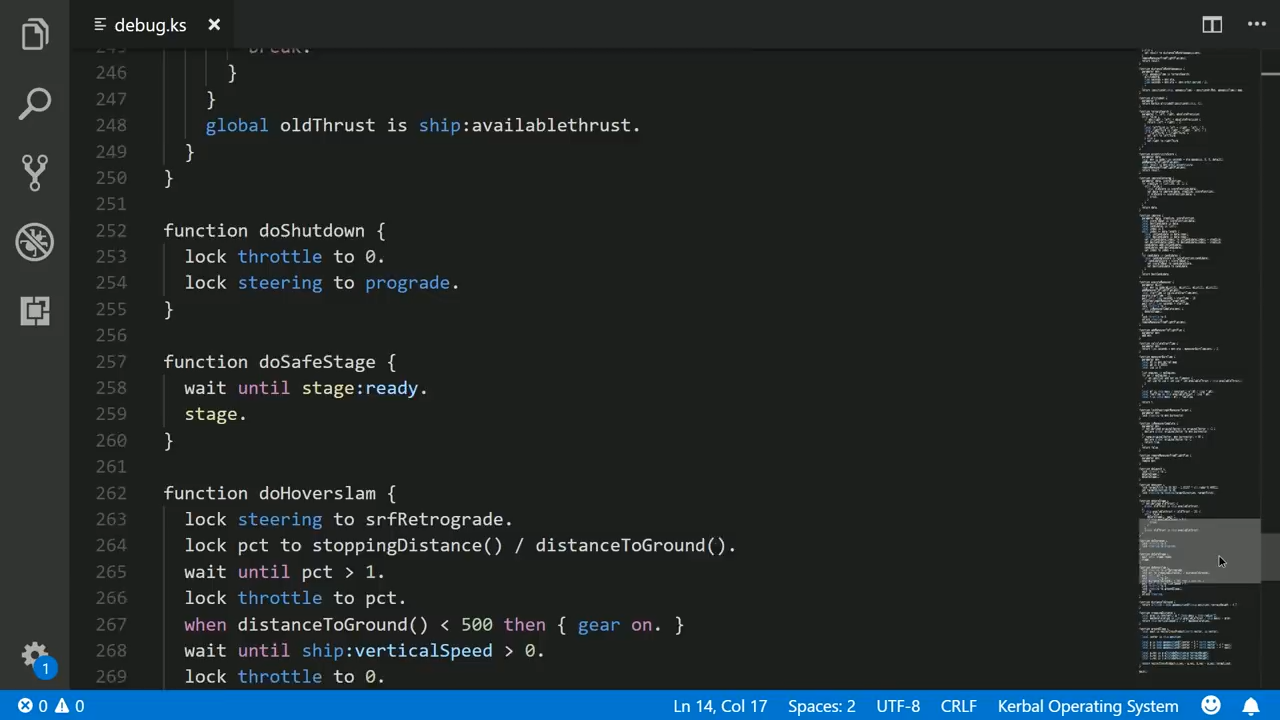 debug.ks
245 break.
246 }
247 }
248 global oldThrust is ship:availablethrust.
249 }
250 }
251
252 function doShutdown {
253 lock throttle to 0.
254 lock steering to prograde.
255 }
256
257 function doSafeStage {
258 wait until stage:ready.
259 stage.
260 }
261
262 function doHoverslam {
263 lock steering to srfRetrograde.
264 lock pct to stoppingDistance() / distanceToGround().
265 wait until pct > 1.
266 lock throttle to pct.
267 when distanceToGround() < 500 then { gear on. }
268 wait until ship:verticalSpeed > 0.
269 lock throttle to 0.
1
0 0 Ln 14, Col 17 Spaces: 2 UTF-8 CRLF Kerbal Operating System